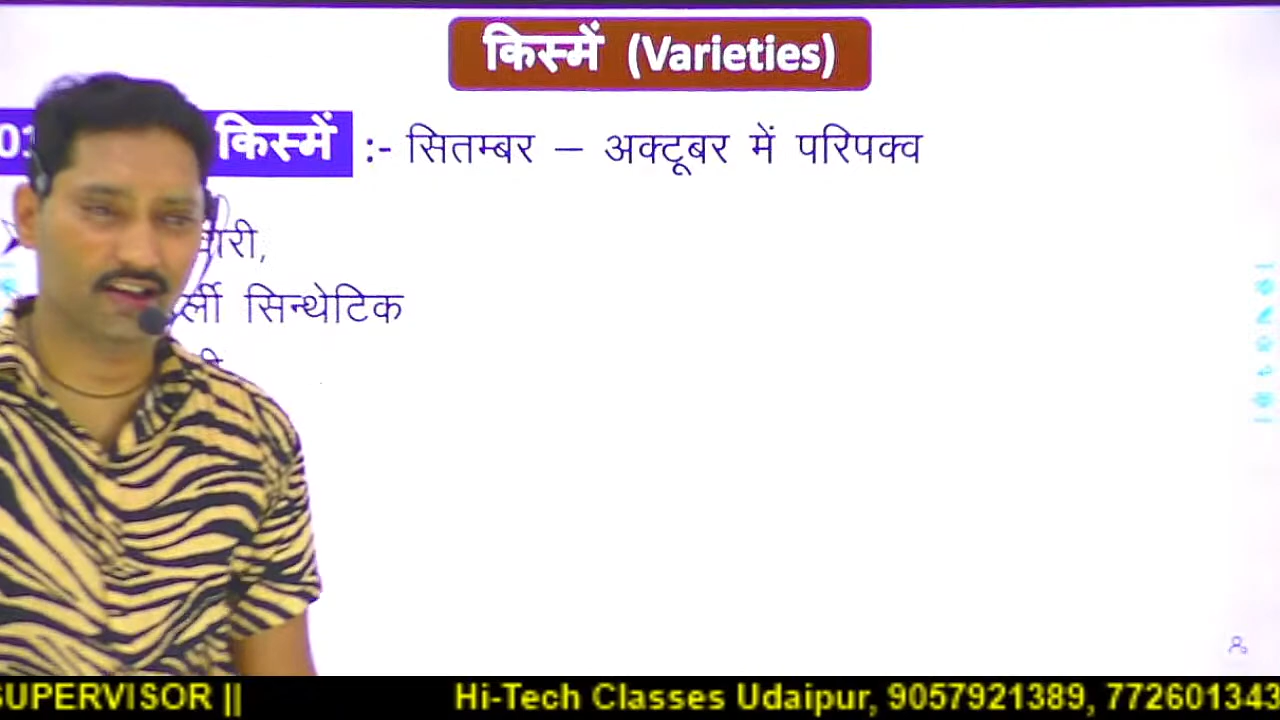 किस्में (Varieties)
किस्में :- सितम्बर – अक्टूबर में परिपक्व
सिन्थेटिक
SUPERVISOR || Hi-Tech Classes Udaipur, 9057921389, 772601343